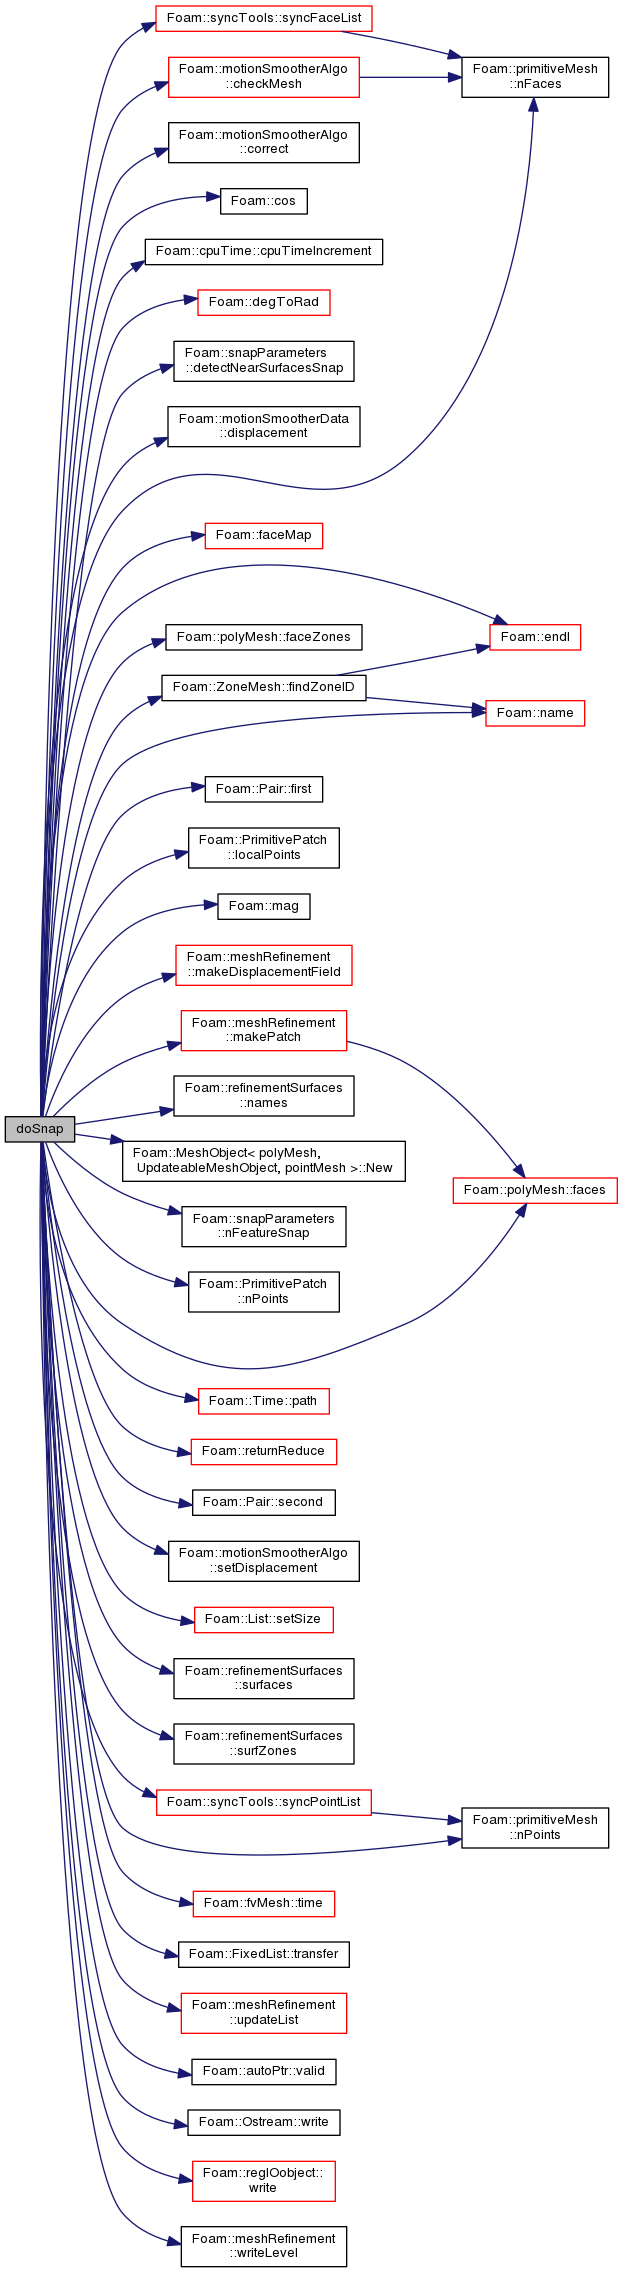 Foam::syncTools::syncFaceList
Foam::motionSmootherAlgo
::checkMesh
Foam::primitiveMesh
::nFaces
Foam::motionSmootherAlgo
::correct
Foam::cos
Foam::cpuTime::cpuTimeIncrement
Foam::degToRad
Foam::snapParameters
::detectNearSurfacesSnap
Foam::motionSmootherData
::displacement
Foam::faceMap
Foam::polyMesh::faceZones
Foam::endl
Foam::ZoneMesh::findZoneID
Foam::name
Foam::Pair::first
Foam::PrimitivePatch
::localPoints
Foam::mag
Foam::meshRefinement
::makeDisplacementField
Foam::meshRefinement
::makePatch
Foam::refinementSurfaces
::names
doSnap
Foam::MeshObject< polyMesh,
UpdateableMeshObject, pointMesh >::New
Foam::polyMesh::faces
Foam::snapParameters
::nFeatureSnap
Foam::PrimitivePatch
::nPoints
Foam::Time::path
Foam::returnReduce
Foam::Pair::second
Foam::motionSmootherAlgo
::setDisplacement
Foam::List::setSize
Foam::refinementSurfaces
::surfaces
Foam::refinementSurfaces
::surfZones
Foam::syncTools::syncPointList
Foam::primitiveMesh
::nPoints
Foam::fvMesh::time
Foam::FixedList::transfer
Foam::meshRefinement
::updateList
Foam::autoPtr::valid
Foam::Ostream::write
Foam::regIOobject::
write
Foam::meshRefinement
::writeLevel